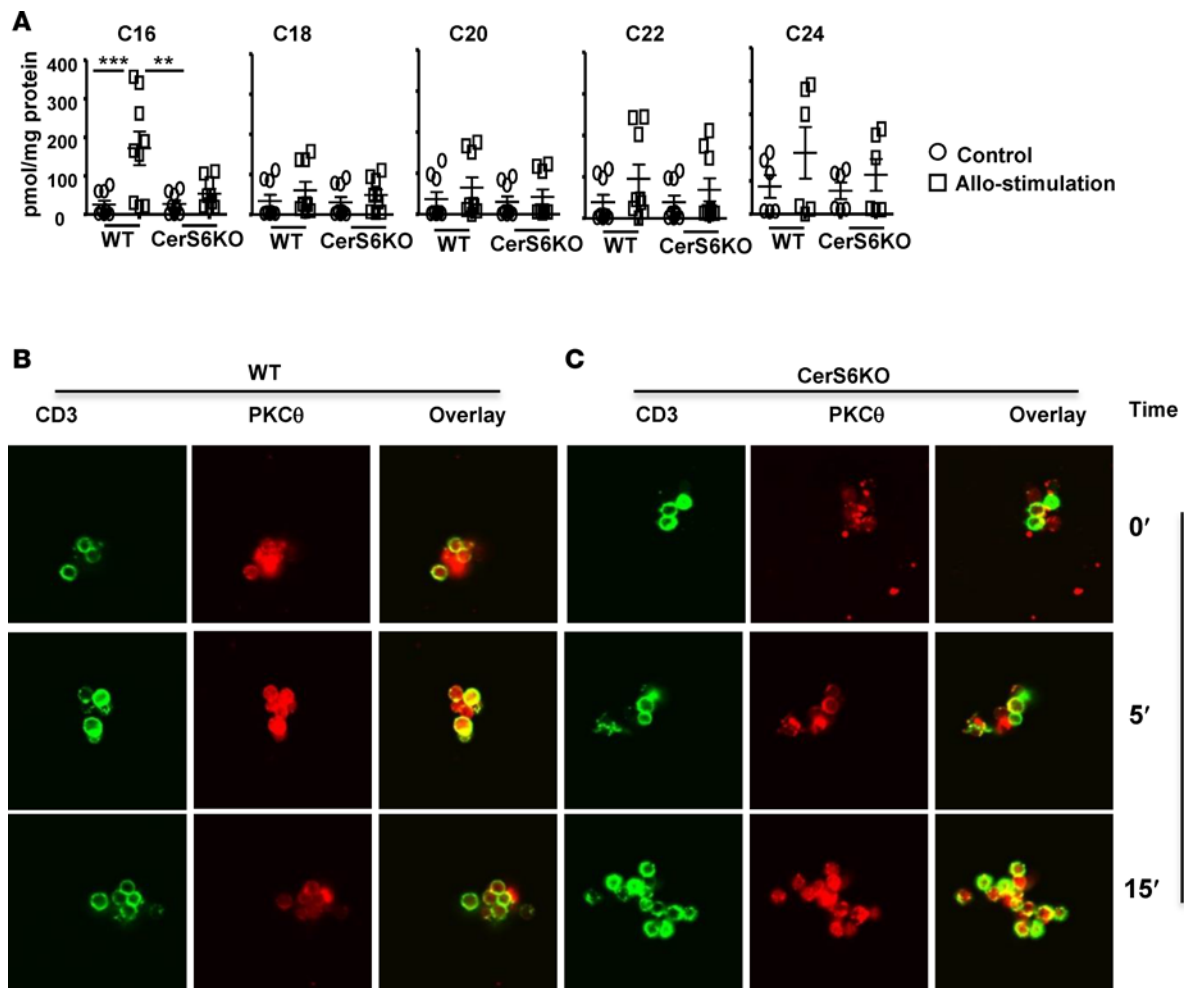 A
C16 C18 C20 C22 C24
*** **
pmol/mg protein
400
300
200
100
0
WT CerS6KO WT CerS6KO WT CerS6KO WT CerS6KO WT CerS6KO
Control
Allo-stimulation
B C
WT CerS6KO
CD3 PKCθ Overlay CD3 PKCθ Overlay Time
0′
5′
15′